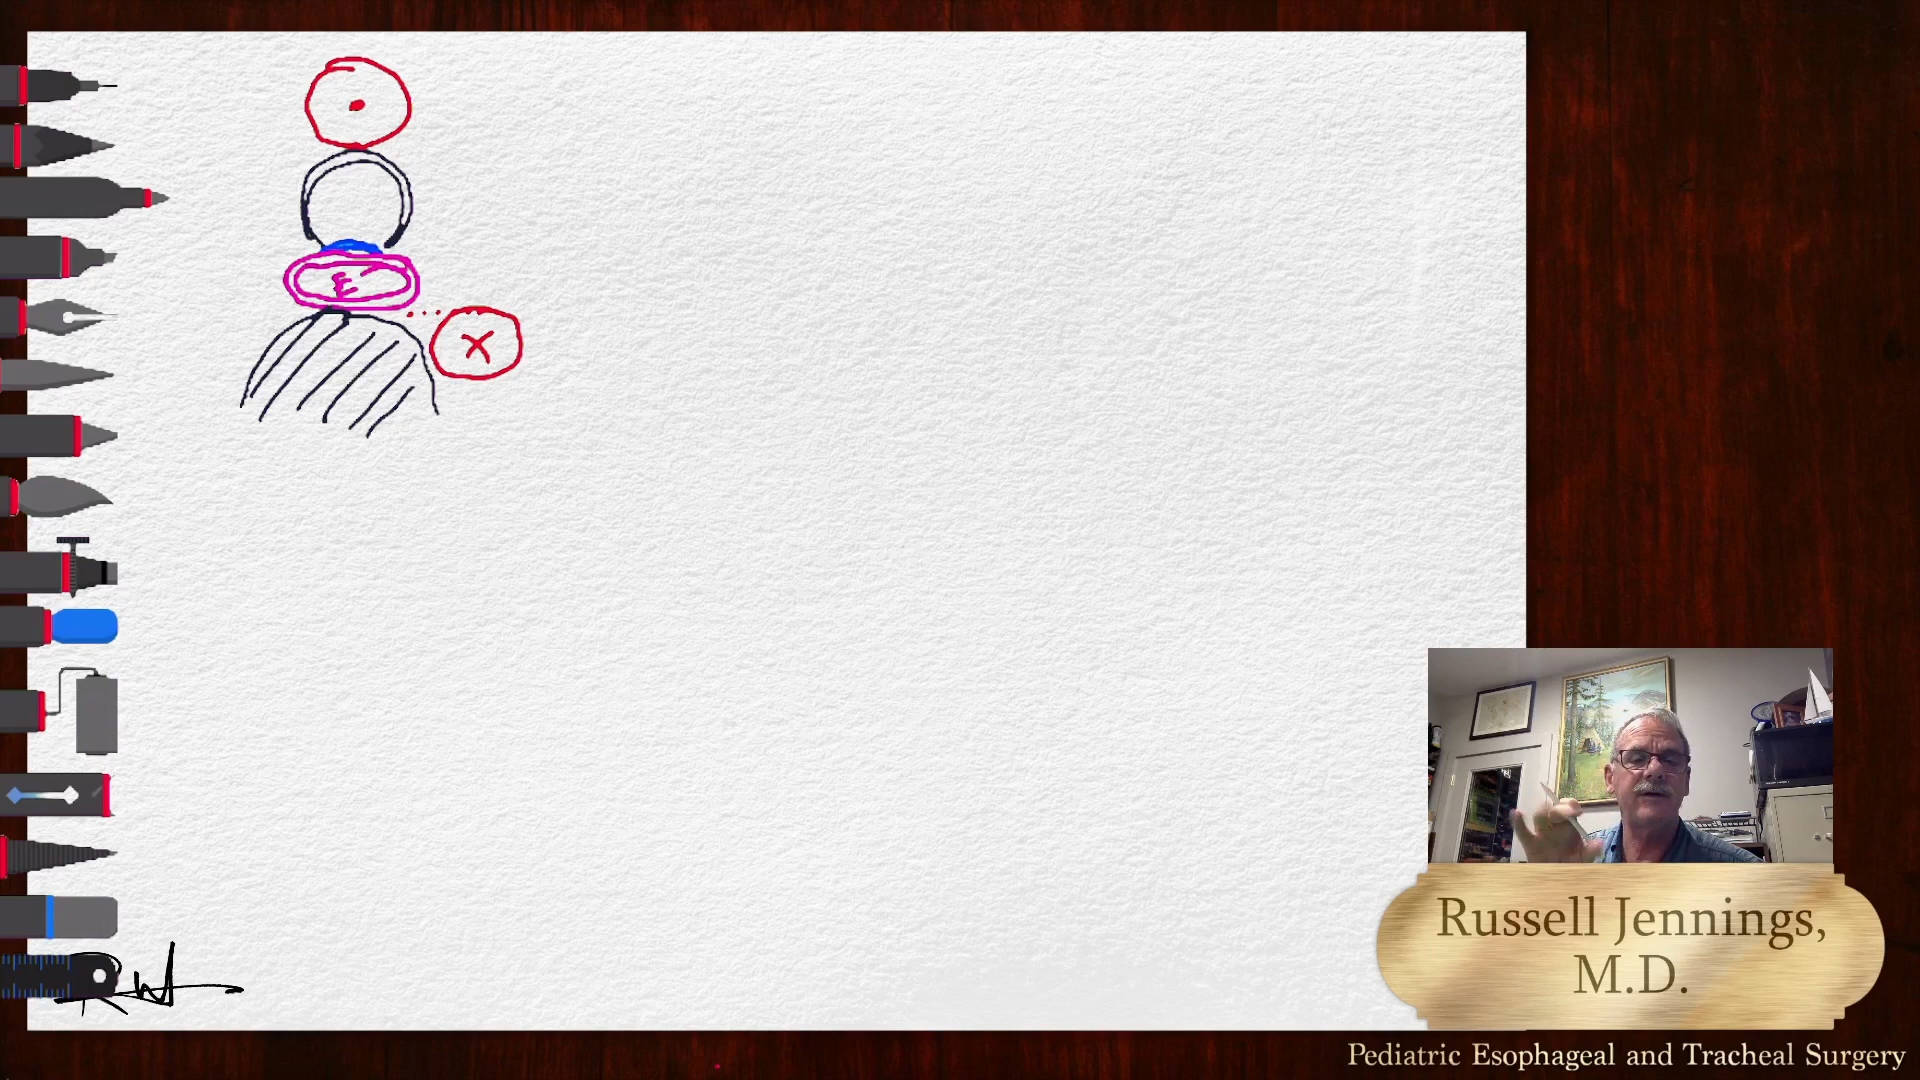 E
X
Russell Jennings,
M.D.
Pediatric Esophageal and Tracheal Surgery